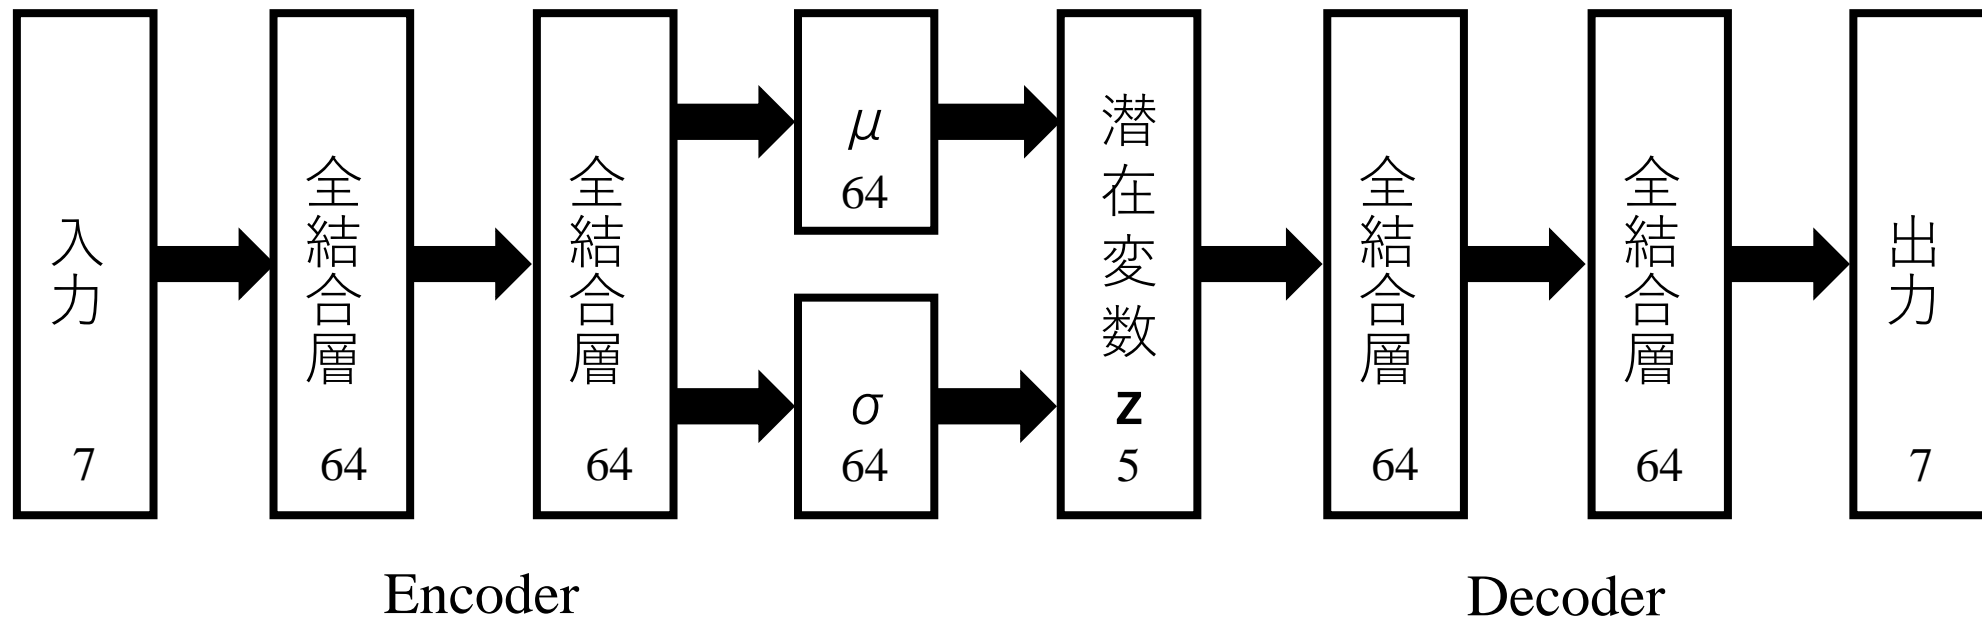 入力
7
全結合層
64
全結合層
64
μ
64
σ
64
潜在変数
z
5
全結合層
64
全結合層
64
出力
7
Encoder
Decoder